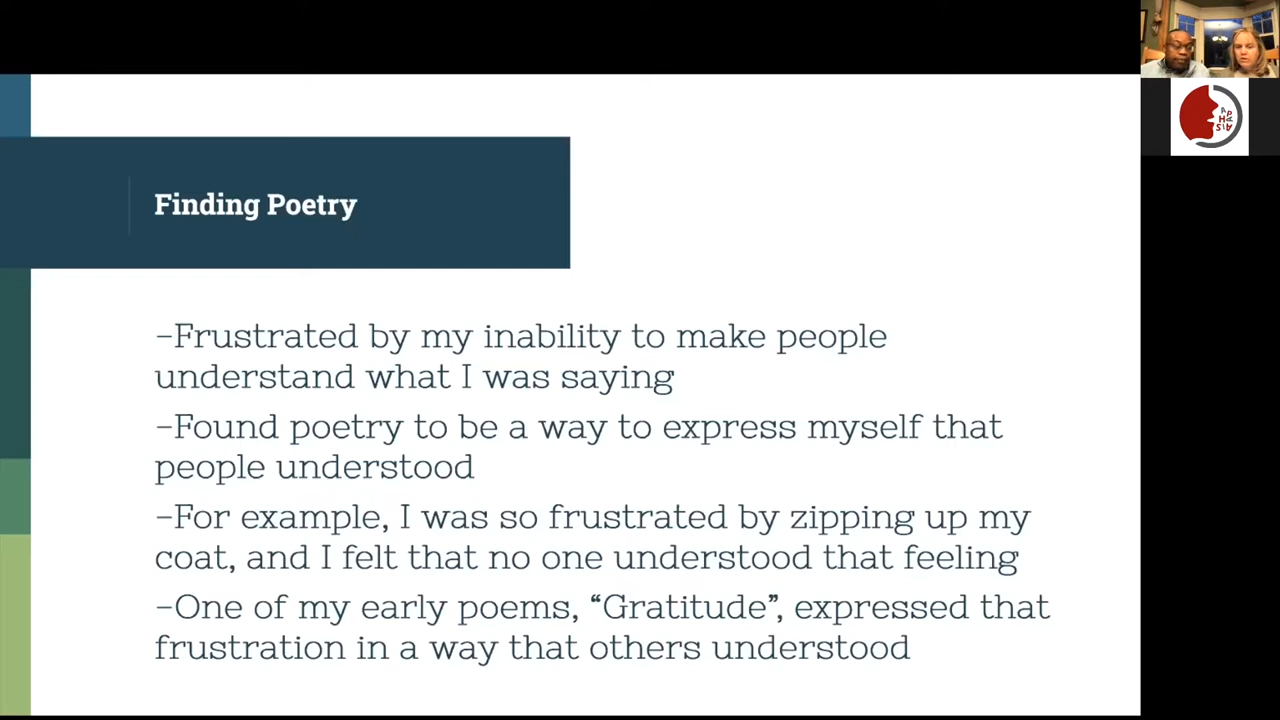 Finding Poetry
–Frustrated by my inability to make people
understand what I was saying
–Found poetry to be a way to express myself that
people understood
–For example, I was so frustrated by zipping up my
coat, and I felt that no one understood that feeling
–One of my early poems, “Gratitude”, expressed that
frustration in a way that others understood
APHASIA